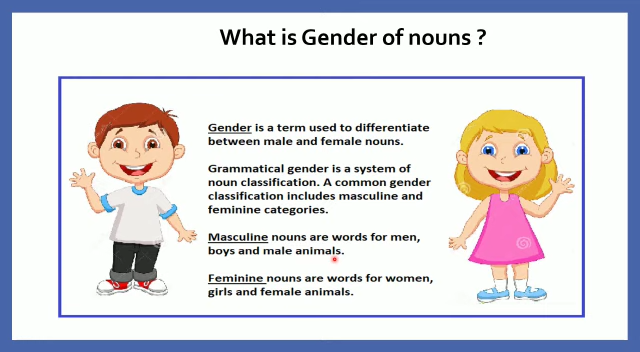 What is Gender of nouns ?
Gender is a term used to differentiate
between male and female nouns.
Grammatical gender is a system of
noun classification. A common gender
classification includes masculine and
feminine categories.
Masculine nouns are words for men,
boys and male animals.
Feminine nouns are words for women,
girls and female animals.